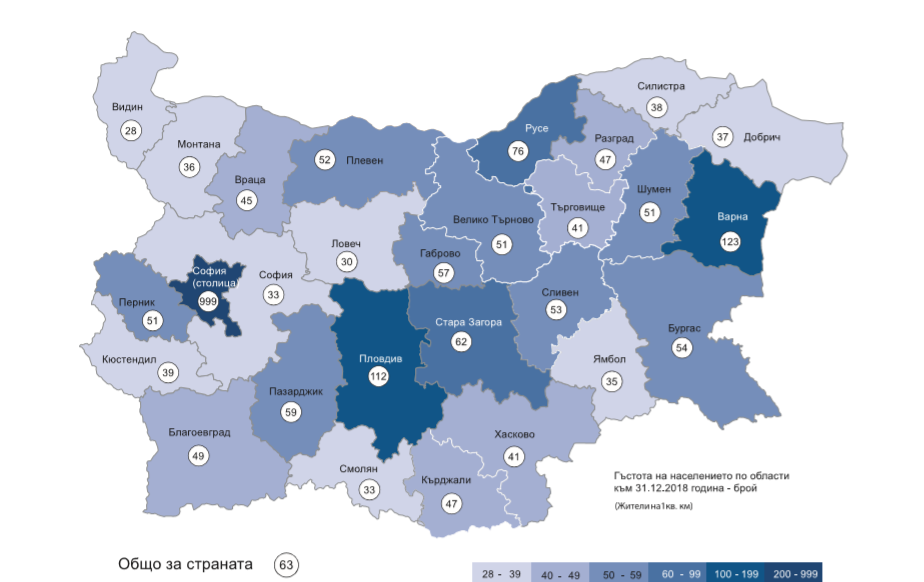 Видин
28
Монтана
36
Враца
45
52
Плевен
Русе
76
Силистра
38
Разград
47
37
Добрич
Шумен
51
Варна
123
Търговище
41
Велико Търново
51
Ловеч
30
Габрово
57
София
(столица)
999
София
33
Перник
51
Кюстендил
39
Сливен
53
Стара Загора
62
Бургас
54
Пловдив
112
Ямбол
35
Пазарджик
59
Благоевград
49
Хасково
41
Смолян
33
Кърджали
47
Гъстота на населението по области
към 31.12.2018 година - брой
(Жители на 1 кв. км)
Общо за страната 63
28 - 39 40 - 49 50 - 59 60 - 99 100 - 199 200 - 999